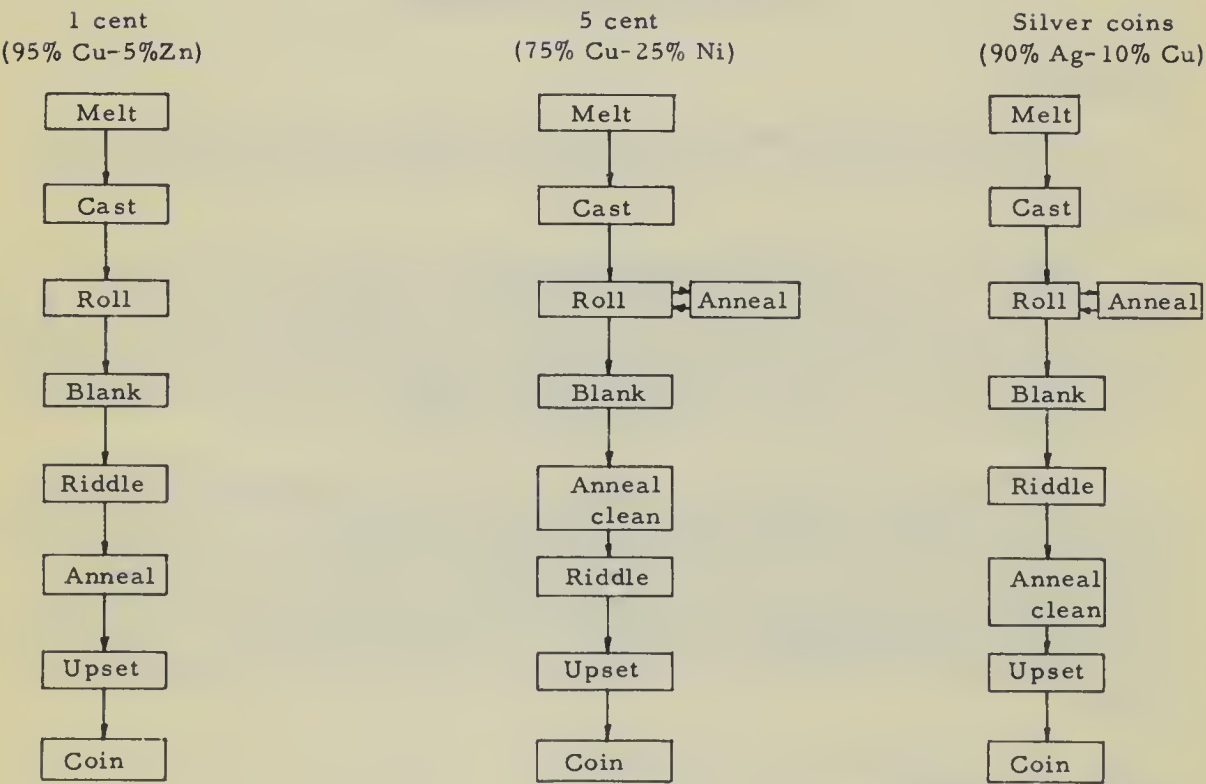 1 cent
(95% Cu-5%Zn)
Melt
Cast
Roll
Blank
Riddle
Anneal
Upset
Coin
5 cent
(75% Cu-25% Ni)
Melt
Cast
Roll
Anneal
Blank
Anneal
clean
Riddle
Upset
Coin
Silver coins
(90% Ag-10% Cu)
Melt
Cast
Roll
Anneal
Blank
Riddle
Anneal
clean
Upset
Coin